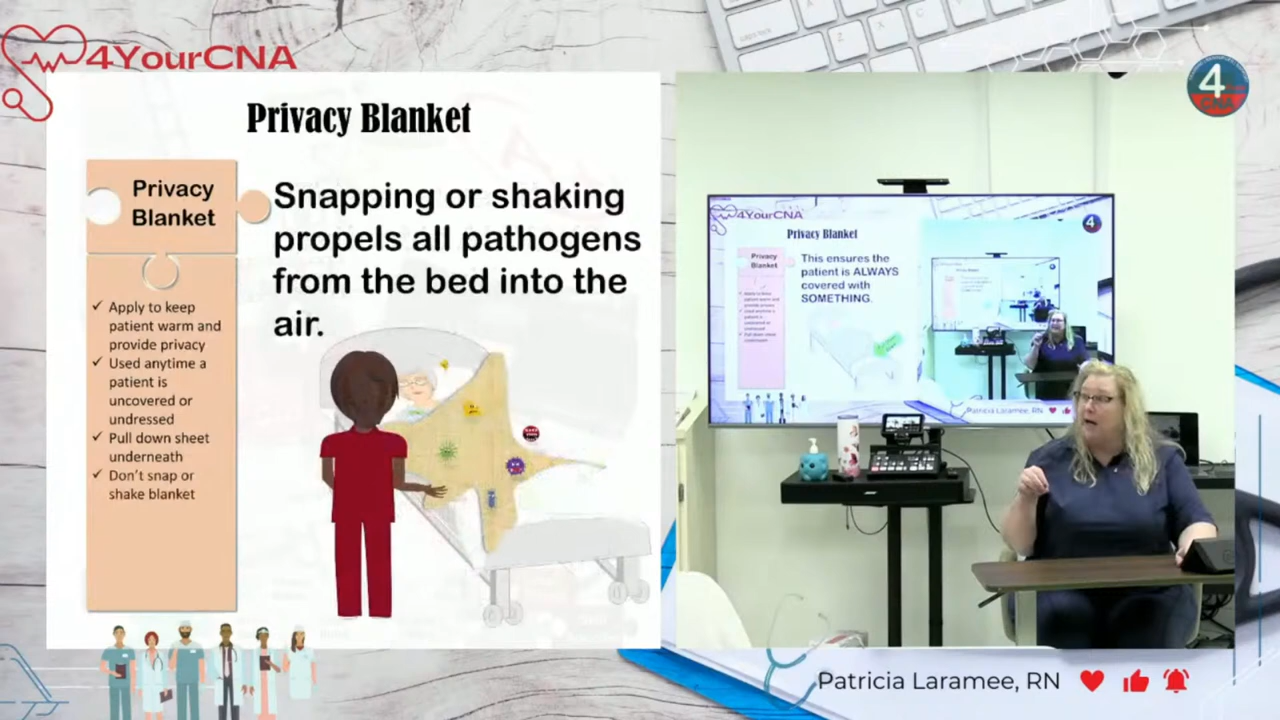 4YourCNA
Privacy Blanket
Privacy
Blanket
Snapping or shaking
propels all pathogens
from the bed into the
air.
✓ Apply to keep
patient warm and
provide privacy
✓ Used anytime a
patient is
uncovered or
undressed
✓ Pull down sheet
underneath
✓ Don't snap or
shake blanket
4
CNA
4YourCNA
Privacy Blanket
Privacy
Blanket
This ensures the
patient is ALWAYS
covered with
SOMETHING.
4
Patricia Laramee, RN
Patricia Laramee, RN